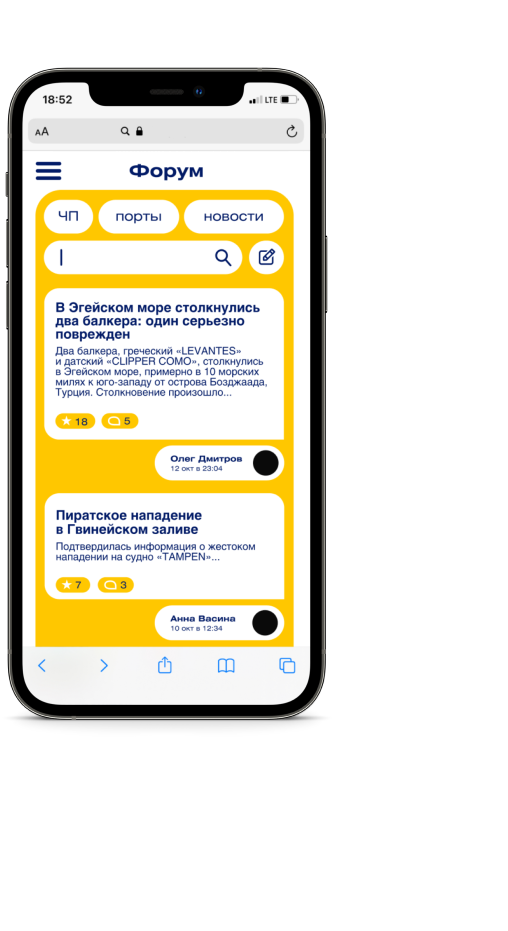 18:52
LTE
AA
Форум
ЧП
порты
новости
В Эгейском море столкнулись
два балкера: один серьезно
поврежден
Два балкера, греческий «LEVANTES»
и датский «CLIPPER COMO», столкнулись
в Эгейском море, примерно в 10 морских
милях к юго-западу от острова Бозджаада,
Турция. Столкновение произошло...
18
5
Олег Дмитров
12 окт в 23:04
Пиратское нападение
в Гвинейском заливе
Подтвердилась информация о жестоком
нападении на судно «TAMPEN»...
7
3
Анна Васина
10 окт в 12:34